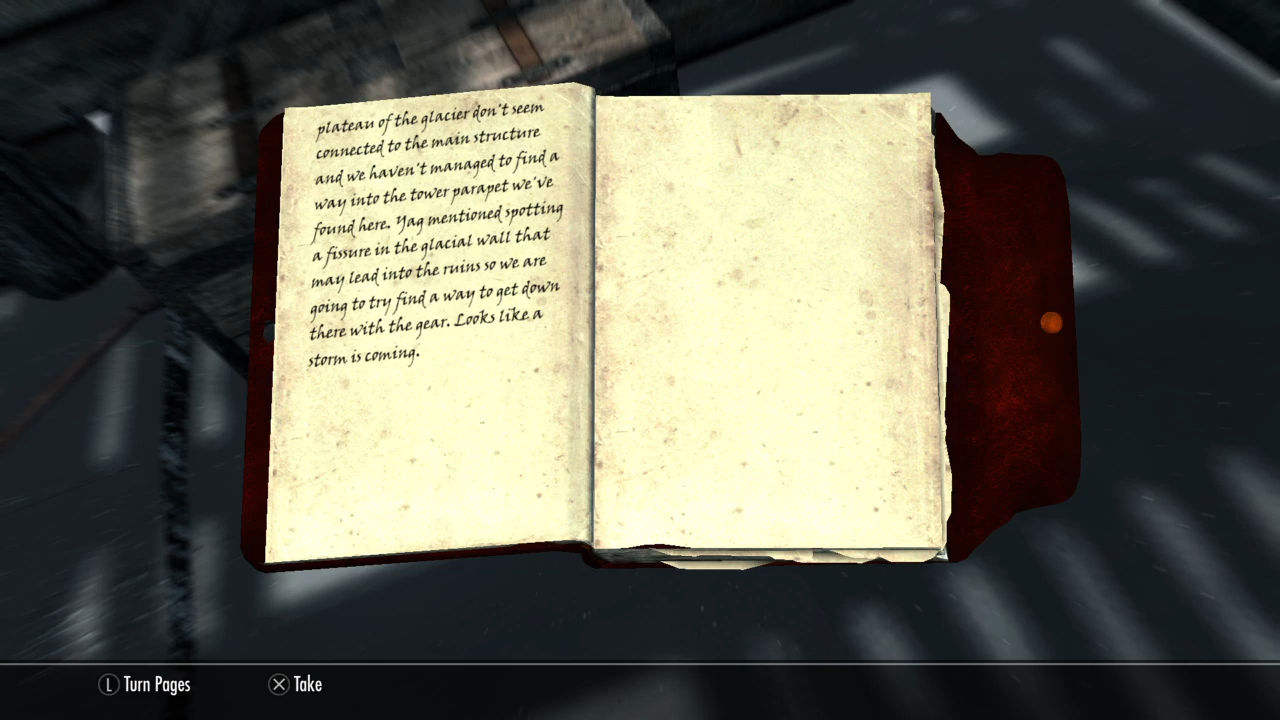 plateau of the glacier don't seem
connected to the main structure
and we haven't managed to find a
way into the tower parapet we've
found here. Yag mentioned spotting
a fissure in the glacial wall that
may lead into the ruins so we are
going to try find a way to get down
there with the gear. Looks like a
storm is coming.
L Turn Pages
X Take